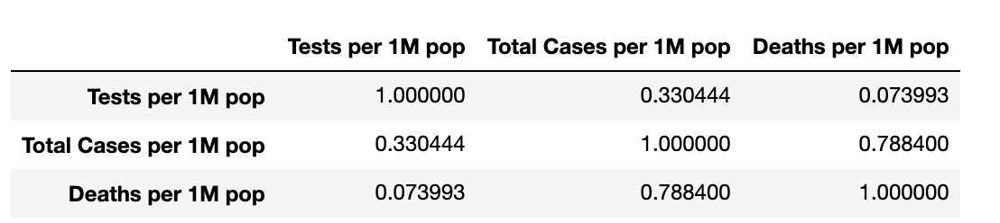 Tests per 1M pop Total Cases per 1M pop Deaths per 1M pop
Tests per 1M pop 1.000000 0.330444 0.073993
Total Cases per 1M pop 0.330444 1.000000 0.788400
Deaths per 1M pop 0.073993 0.788400 1.000000